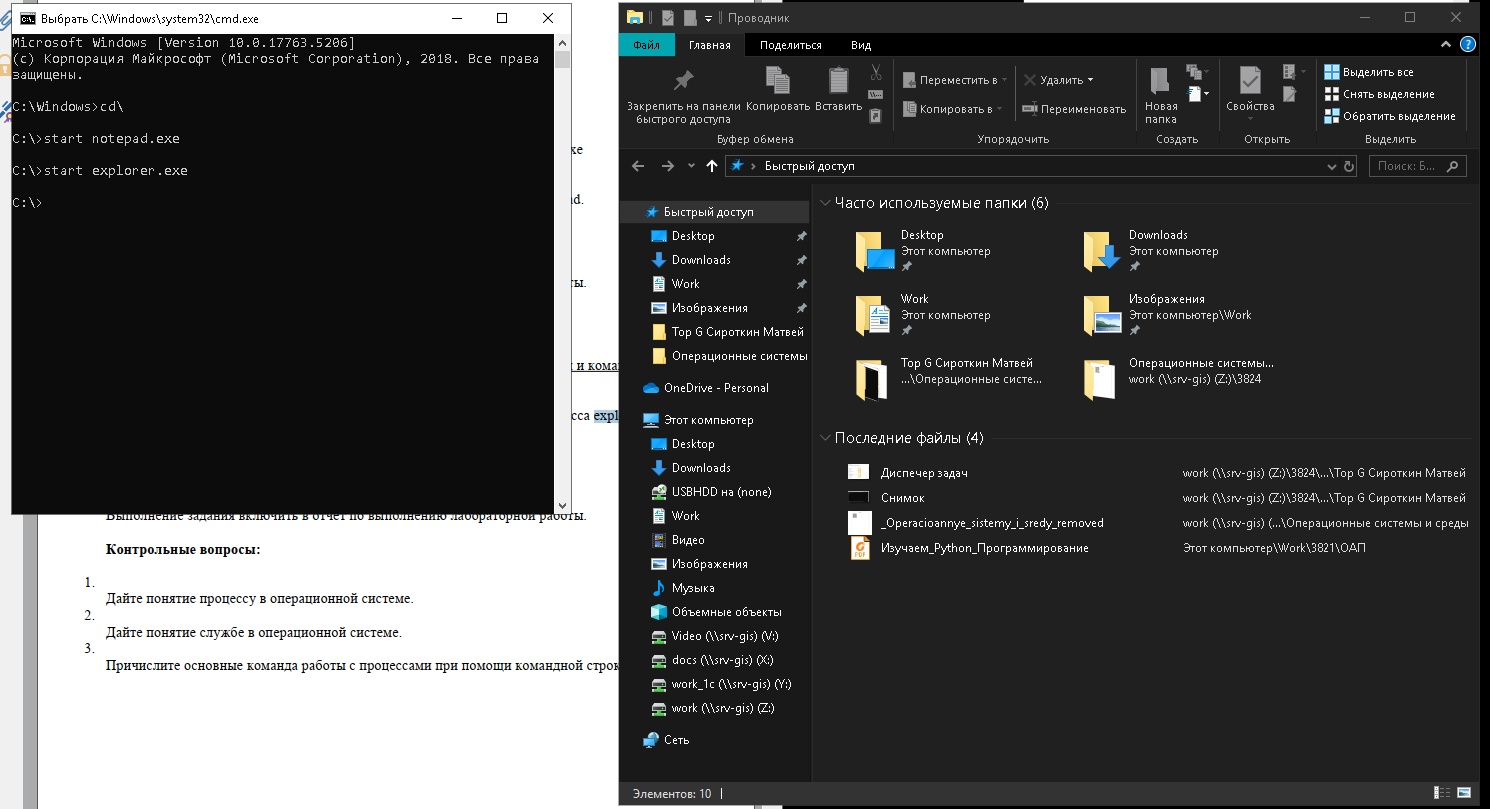 Выбрать C:\Windows\system32\cmd.exe
Microsoft Windows [Version 10.0.17763.5206]
(c) Корпорация Майкрософт (Microsoft Corporation), 2018. Все права
защищены.
C:\Windows>cd\
C:\>start notepad.exe
C:\>start explorer.exe
C:\>
xe
nd.
ты.
и и кома
сса expl
Выполнение задания включить в отчет по выполнению лабораторной работы.
Контрольные вопросы:
1.
Дайте понятие процессу в операционной системе.
2.
Дайте понятие службе в операционной системе.
3.
Причислите основные команда работы с процессами при помощи командной строк
Проводник
Файл
Главная
Поделиться
Вид
Закрепить на панели
быстрого доступа
Копировать
Вставить
Буфер обмена
Переместить в
Копировать в
Удалить
Переименовать
Упорядочить
Новая
папка
Создать
Свойства
Открыть
Выделить все
Снять выделение
Обратить выделение
Выделить
Быстрый доступ
Поиск: Б...
Быстрый доступ
Desktop
Downloads
Work
Изображения
Top G Сироткин Матвей
Операционные системы
OneDrive - Personal
Этот компьютер
Desktop
Downloads
USBHDD на (none)
Work
Видео
Изображения
Музыка
Объемные объекты
Video (\\srv-gis) (V:)
docs (\\srv-gis) (X:)
work_1c (\\srv-gis) (Y:)
work (\\srv-gis) (Z:)
Сеть
Часто используемые папки (6)
Desktop
Этот компьютер
Downloads
Этот компьютер
Work
Этот компьютер
Изображения
Этот компьютер\Work
Top G Сироткин Матвей
...\Операционные систе...
Операционные системы...
work (\\srv-gis) (Z:)\3824
Последние файлы (4)
Диспечер задач work (\\srv-gis) (Z:)\3824\...\Top G Сироткин Матвей
Снимок work (\\srv-gis) (Z:)\3824\...\Top G Сироткин Матвей
_Operacioannye_sistemy_i_sredy_removed work (\\srv-gis) (...\Операционные системы и среды
Изучаем_Python_Программирование Этот компьютер\Work\3821\ОАП
Элементов: 10